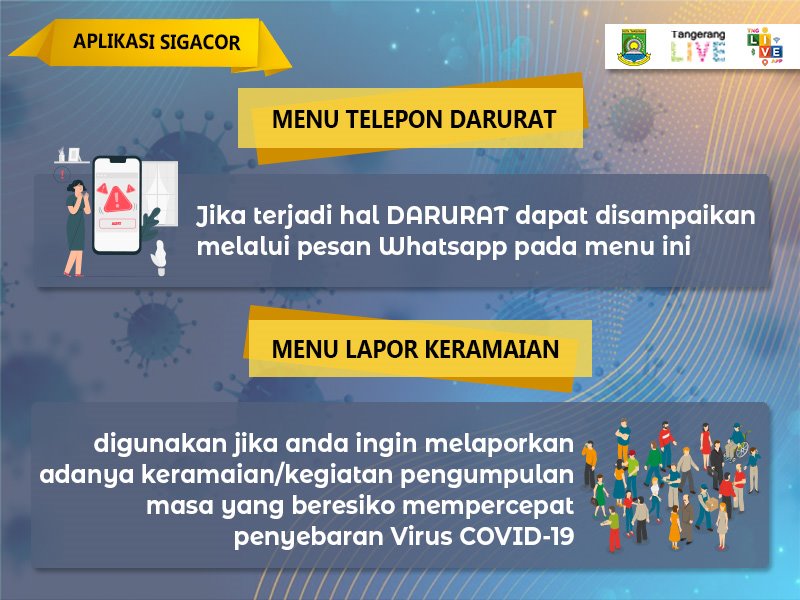 APLIKASI SIGACOR
Tangerang
LIVE
LIVE
MENU TELEPON DARURAT
Jika terjadi hal DARURAT dapat disampaikan
melalui pesan Whatsapp pada menu ini
MENU LAPOR KERAMAIAN
digunakan jika anda ingin melaporkan
adanya keramaian/kegiatan pengumpulan
masa yang beresiko mempercepat
penyebaran Virus COVID-19